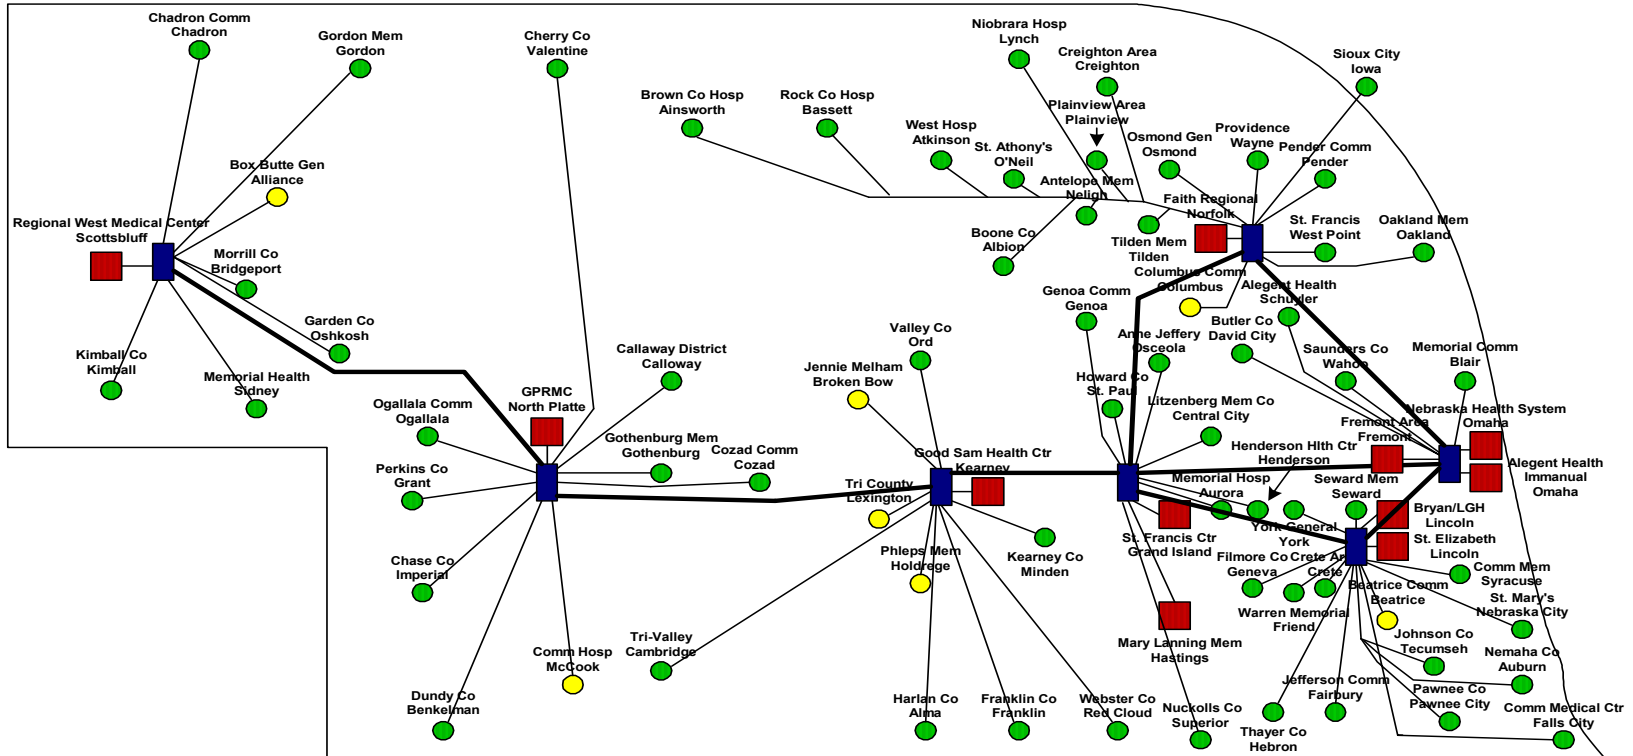 Chadron Comm
Chadron
Gordon Mem
Gordon
Cherry Co
Valentine
Niobrara Hosp
Lynch
Creighton Area
Creighton
Sioux City
Iowa
Brown Co Hosp
Ainsworth
Rock Co Hosp
Bassett
Plainview Area
Plainview
West Hosp
Atkinson
St. Athony's
O'Neil
Osmond Gen
Osmond
Providence
Wayne
Pender Comm
Pender
Box Butte Gen
Alliance
Antelope Mem
Neligh
Faith Regional
Norfolk
Regional West Medical Center
Scottsbluff
Boone Co
Albion
Tilden Mem
Tilden
St. Francis
West Point
Oakland Mem
Oakland
Morrill Co
Bridgeport
Columbus Comm
Columbus
Genoa Comm
Genoa
Alegent Health
Schuyler
Garden Co
Oshkosh
Kimball Co
Kimball
Memorial Health
Sidney
Callaway District
Calloway
Valley Co
Ord
Anne Jeffery
Osceola
Butler Co
David City
Saunders Co
Wahoo
Memorial Comm
Blair
Jennie Melham
Broken Bow
Howard Co
St. Paul
GPRMC
North Platte
Ogallala Comm
Ogallala
Litzenberg Mem Co
Central City
Nebraska Health System
Omaha
Fremont Area
Fremont
Gothenburg Mem
Gothenburg
Cozad Comm
Cozad
Good Sam Health Ctr
Kearney
Henderson Hlth Ctr
Henderson
Alegent Health
Immanual
Omaha
Perkins Co
Grant
Tri County
Lexington
Memorial Hosp
Aurora
Seward Mem
Seward
Bryan/LGH
Lincoln
St. Elizabeth
Lincoln
York General
York
St. Francis Ctr
Grand Island
Phleps Mem
Holdrege
Kearney Co
Minden
Chase Co
Imperial
Filmore Co
Geneva
Crete Ar
Crete
Comm Mem
Syracuse
Beatrice Comm
Beatrice
St. Mary's
Nebraska City
Warren Memorial
Friend
Tri-Valley
Cambridge
Comm Hosp
McCook
Mary Lanning Mem
Hastings
Johnson Co
Tecumseh
Nemaha Co
Auburn
Dundy Co
Benkelman
Harlan Co
Alma
Franklin Co
Franklin
Webster Co
Red Cloud
Nuckolls Co
Superior
Jefferson Comm
Fairbury
Pawnee Co
Pawnee City
Thayer Co
Hebron
Comm Medical Ctr
Falls City